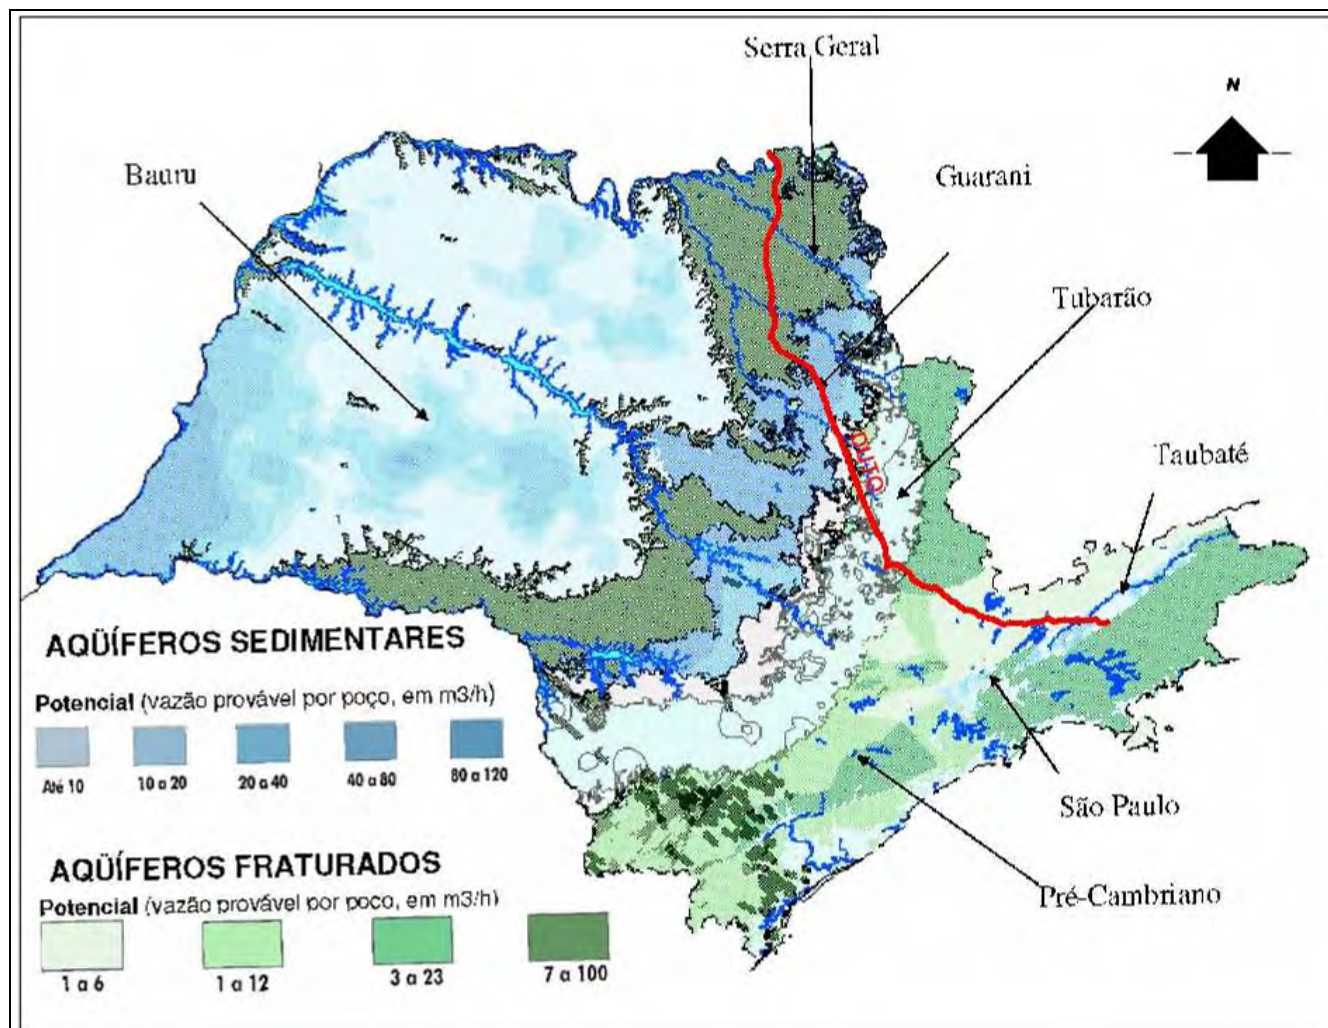 Serra Geral
N
Bauru
Guarani
Tubarão
DUTO
Taubaté
AQÜÍFEROS SEDIMENTARES
Potencial (vazão provável por poço, em m3/h)
Até 10
10 a 20
20 a 40
40 a 80
80 a 120
São Paulo
AQÜÍFEROS FRATURADOS
Pré-Cambriano
Potencial (vazão provável por poço, em m3/h)
1 a 6
1 a 12
3 a 23
7 a 100